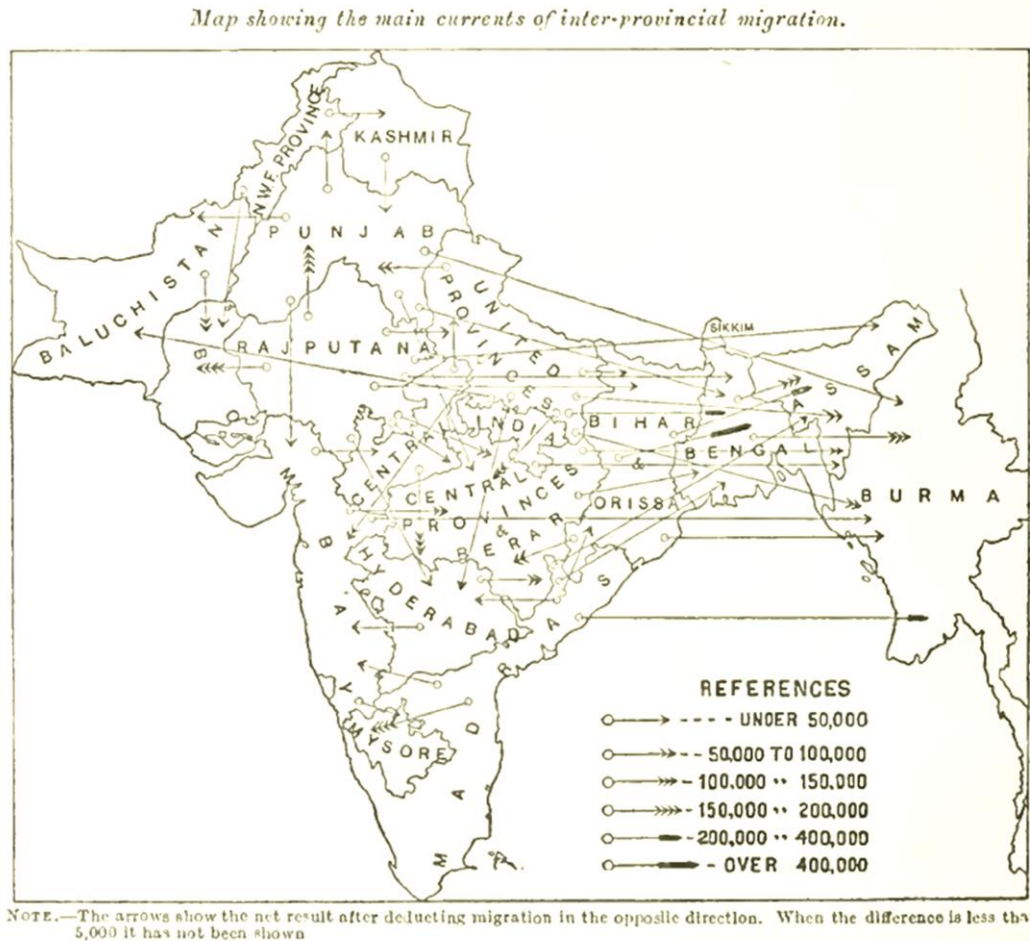 Map showing the main currents of inter-provincial migration.
N.W.F. PROVINCE
KASHMIR
PUNJAB
BALUCHISTAN
UNITED
PROVINCES
RAJPUTANA
SIKKIM
ASSAM
BIHAR
&
ORISSA
BENGAL
CENTRAL INDIA
CENTRAL
PROVINCES
&
BERAR
BURMA
BOMBAY
HYDERABAD
MADRAS
MYSORE
REFERENCES
---- UNDER 50,000
-- 50,000 TO 100,000
- 100,000 " 150,000
- 150,000 " 200,000
- 200,000 " 400,000
- OVER 400,000
NOTE.—The arrows show the net result after deducting migration in the opposite direction. When the difference is less tha
5,000 it has not been shown